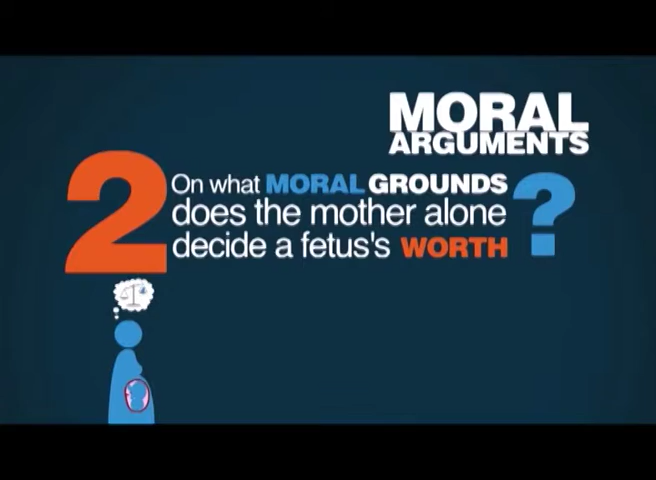 MORAL
ARGUMENTS
2
On what MORAL GROUNDS
does the mother alone
decide a fetus's WORTH
?